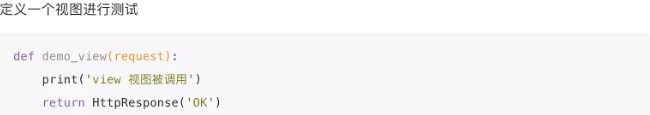 定义一个视图进行测试
def demo_view(request):
    print('view 视图被调用')
    return HttpResponse('OK')